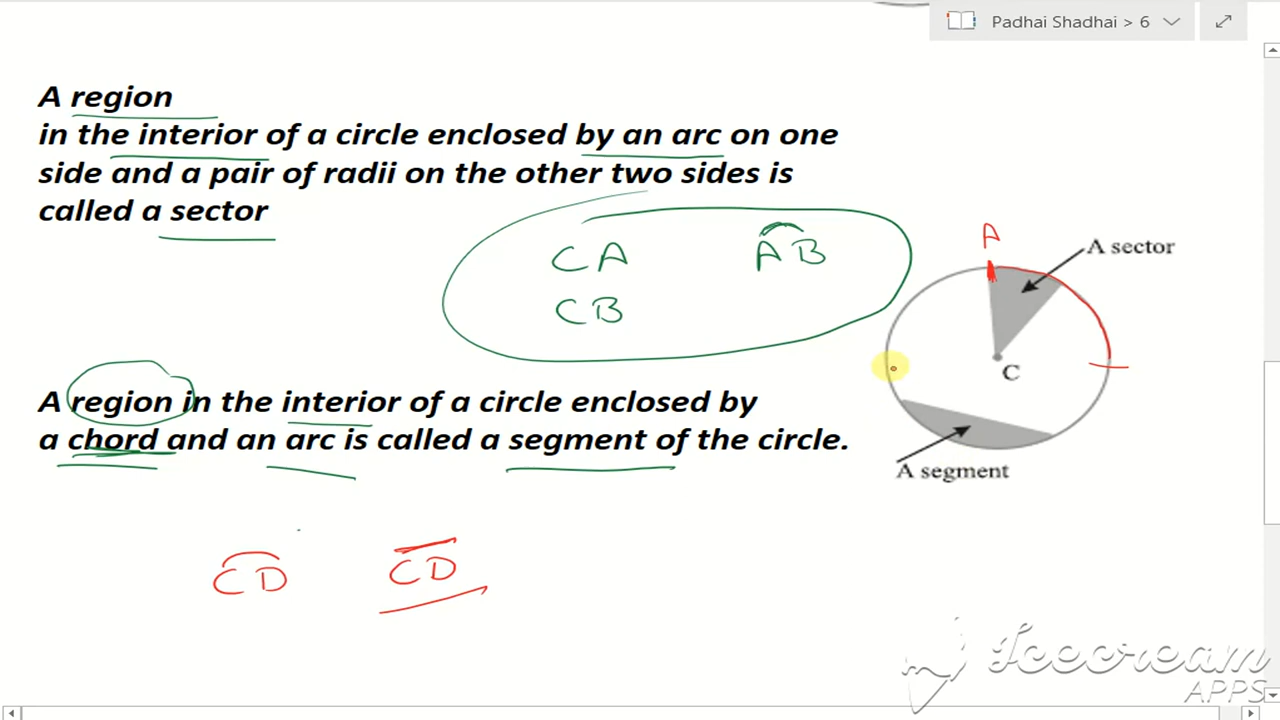 Padhai Shadhai > 6
A region
in the interior of a circle enclosed by an arc on one
side and a pair of radii on the other two sides is
called a sector
CA AB
CB
A
A sector
C
A region in the interior of a circle enclosed by
a chord and an arc is called a segment of the circle.
A segment
CD CD
Icecream
APPS